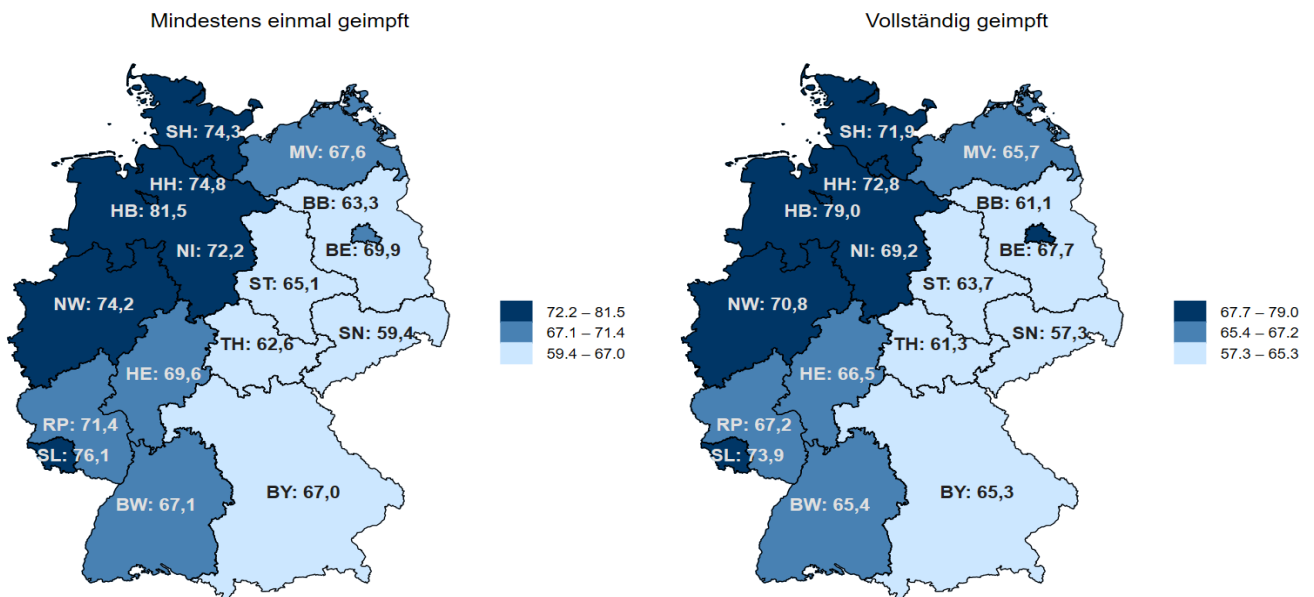 Mindestens einmal geimpft
SH: 74,3
MV: 67,6
HH: 74,8
BB: 63,3
HB: 81,5
NI: 72,2
BE: 69,9
ST: 65,1
NW: 74,2
SN: 59,4
TH: 62,6
HE: 69,6
RP: 71,4
SL: 76,1
BY: 67,0
BW: 67,1
72.2 – 81.5
67.1 – 71.4
59.4 – 67.0
Vollständig geimpft
SH: 71,9
MV: 65,7
HH: 72,8
BB: 61,1
HB: 79,0
NI: 69,2
BE: 67,7
ST: 63,7
NW: 70,8
SN: 57,3
TH: 61,3
HE: 66,5
RP: 67,2
SL: 73,9
BY: 65,3
BW: 65,4
67.7 – 79.0
65.4 – 67.2
57.3 – 65.3